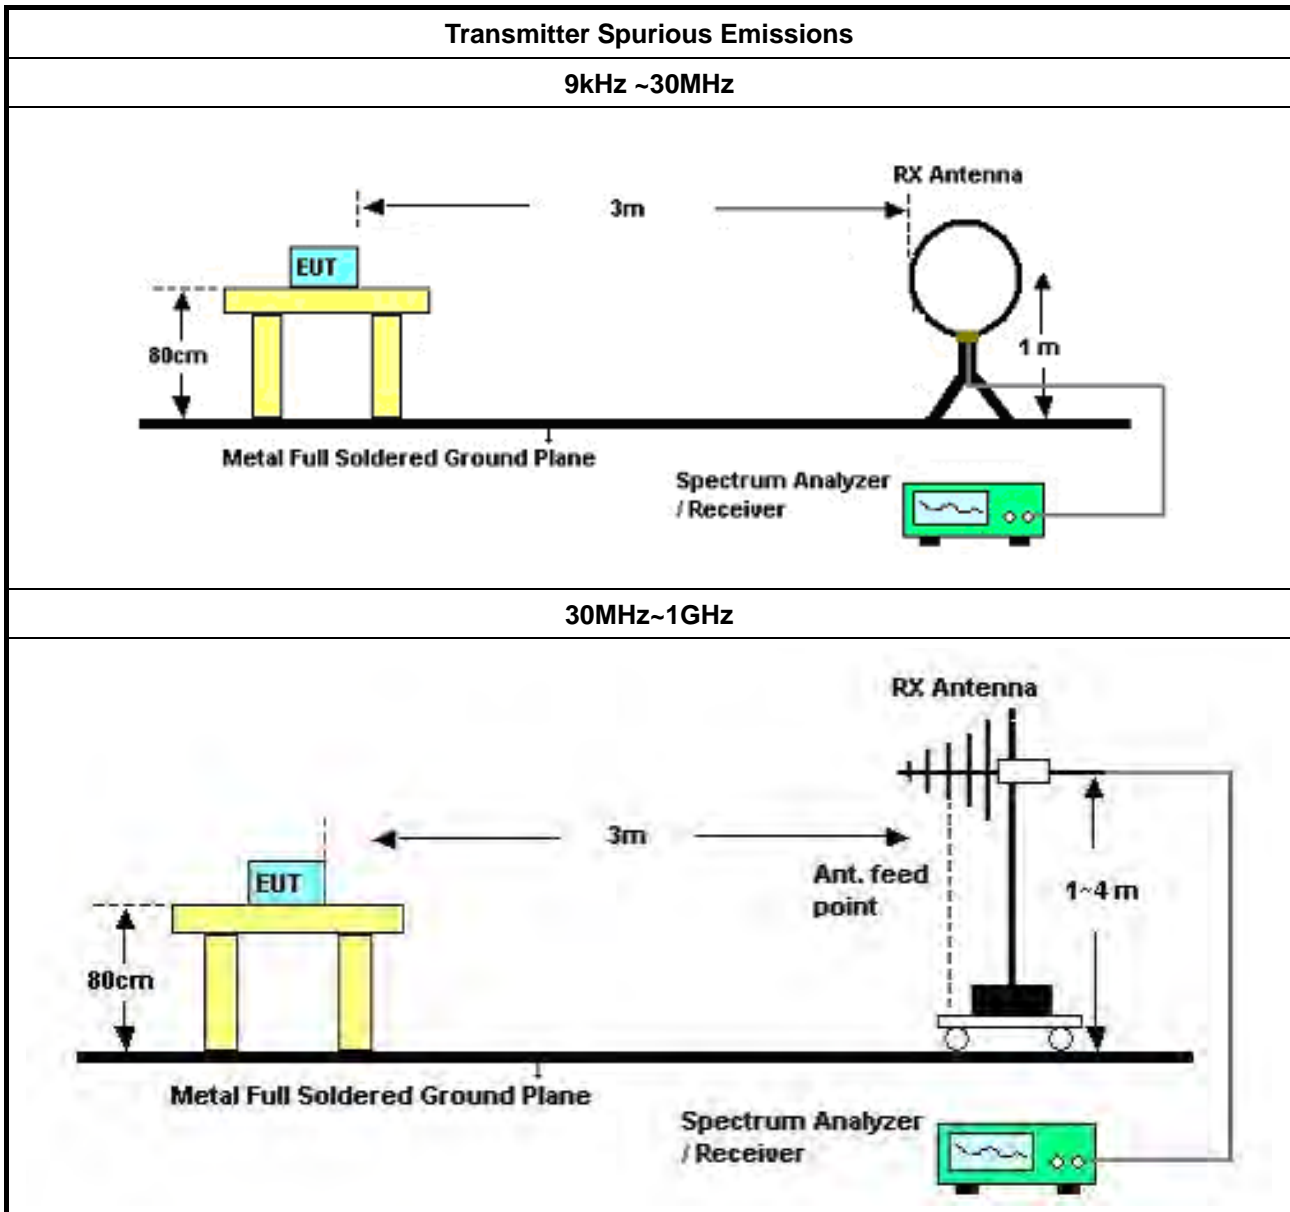 Transmitter Spurious Emissions
9kHz ~30MHz
RX Antenna
3m
EUT
80cm
1 m
Metal Full Soldered Ground Plane
Spectrum Analyzer
/ Receiver
30MHz~1GHz
RX Antenna
3m
EUT
Ant. feed
point
1~4 m
80cm
Metal Full Soldered Ground Plane
Spectrum Analyzer
/ Receiver